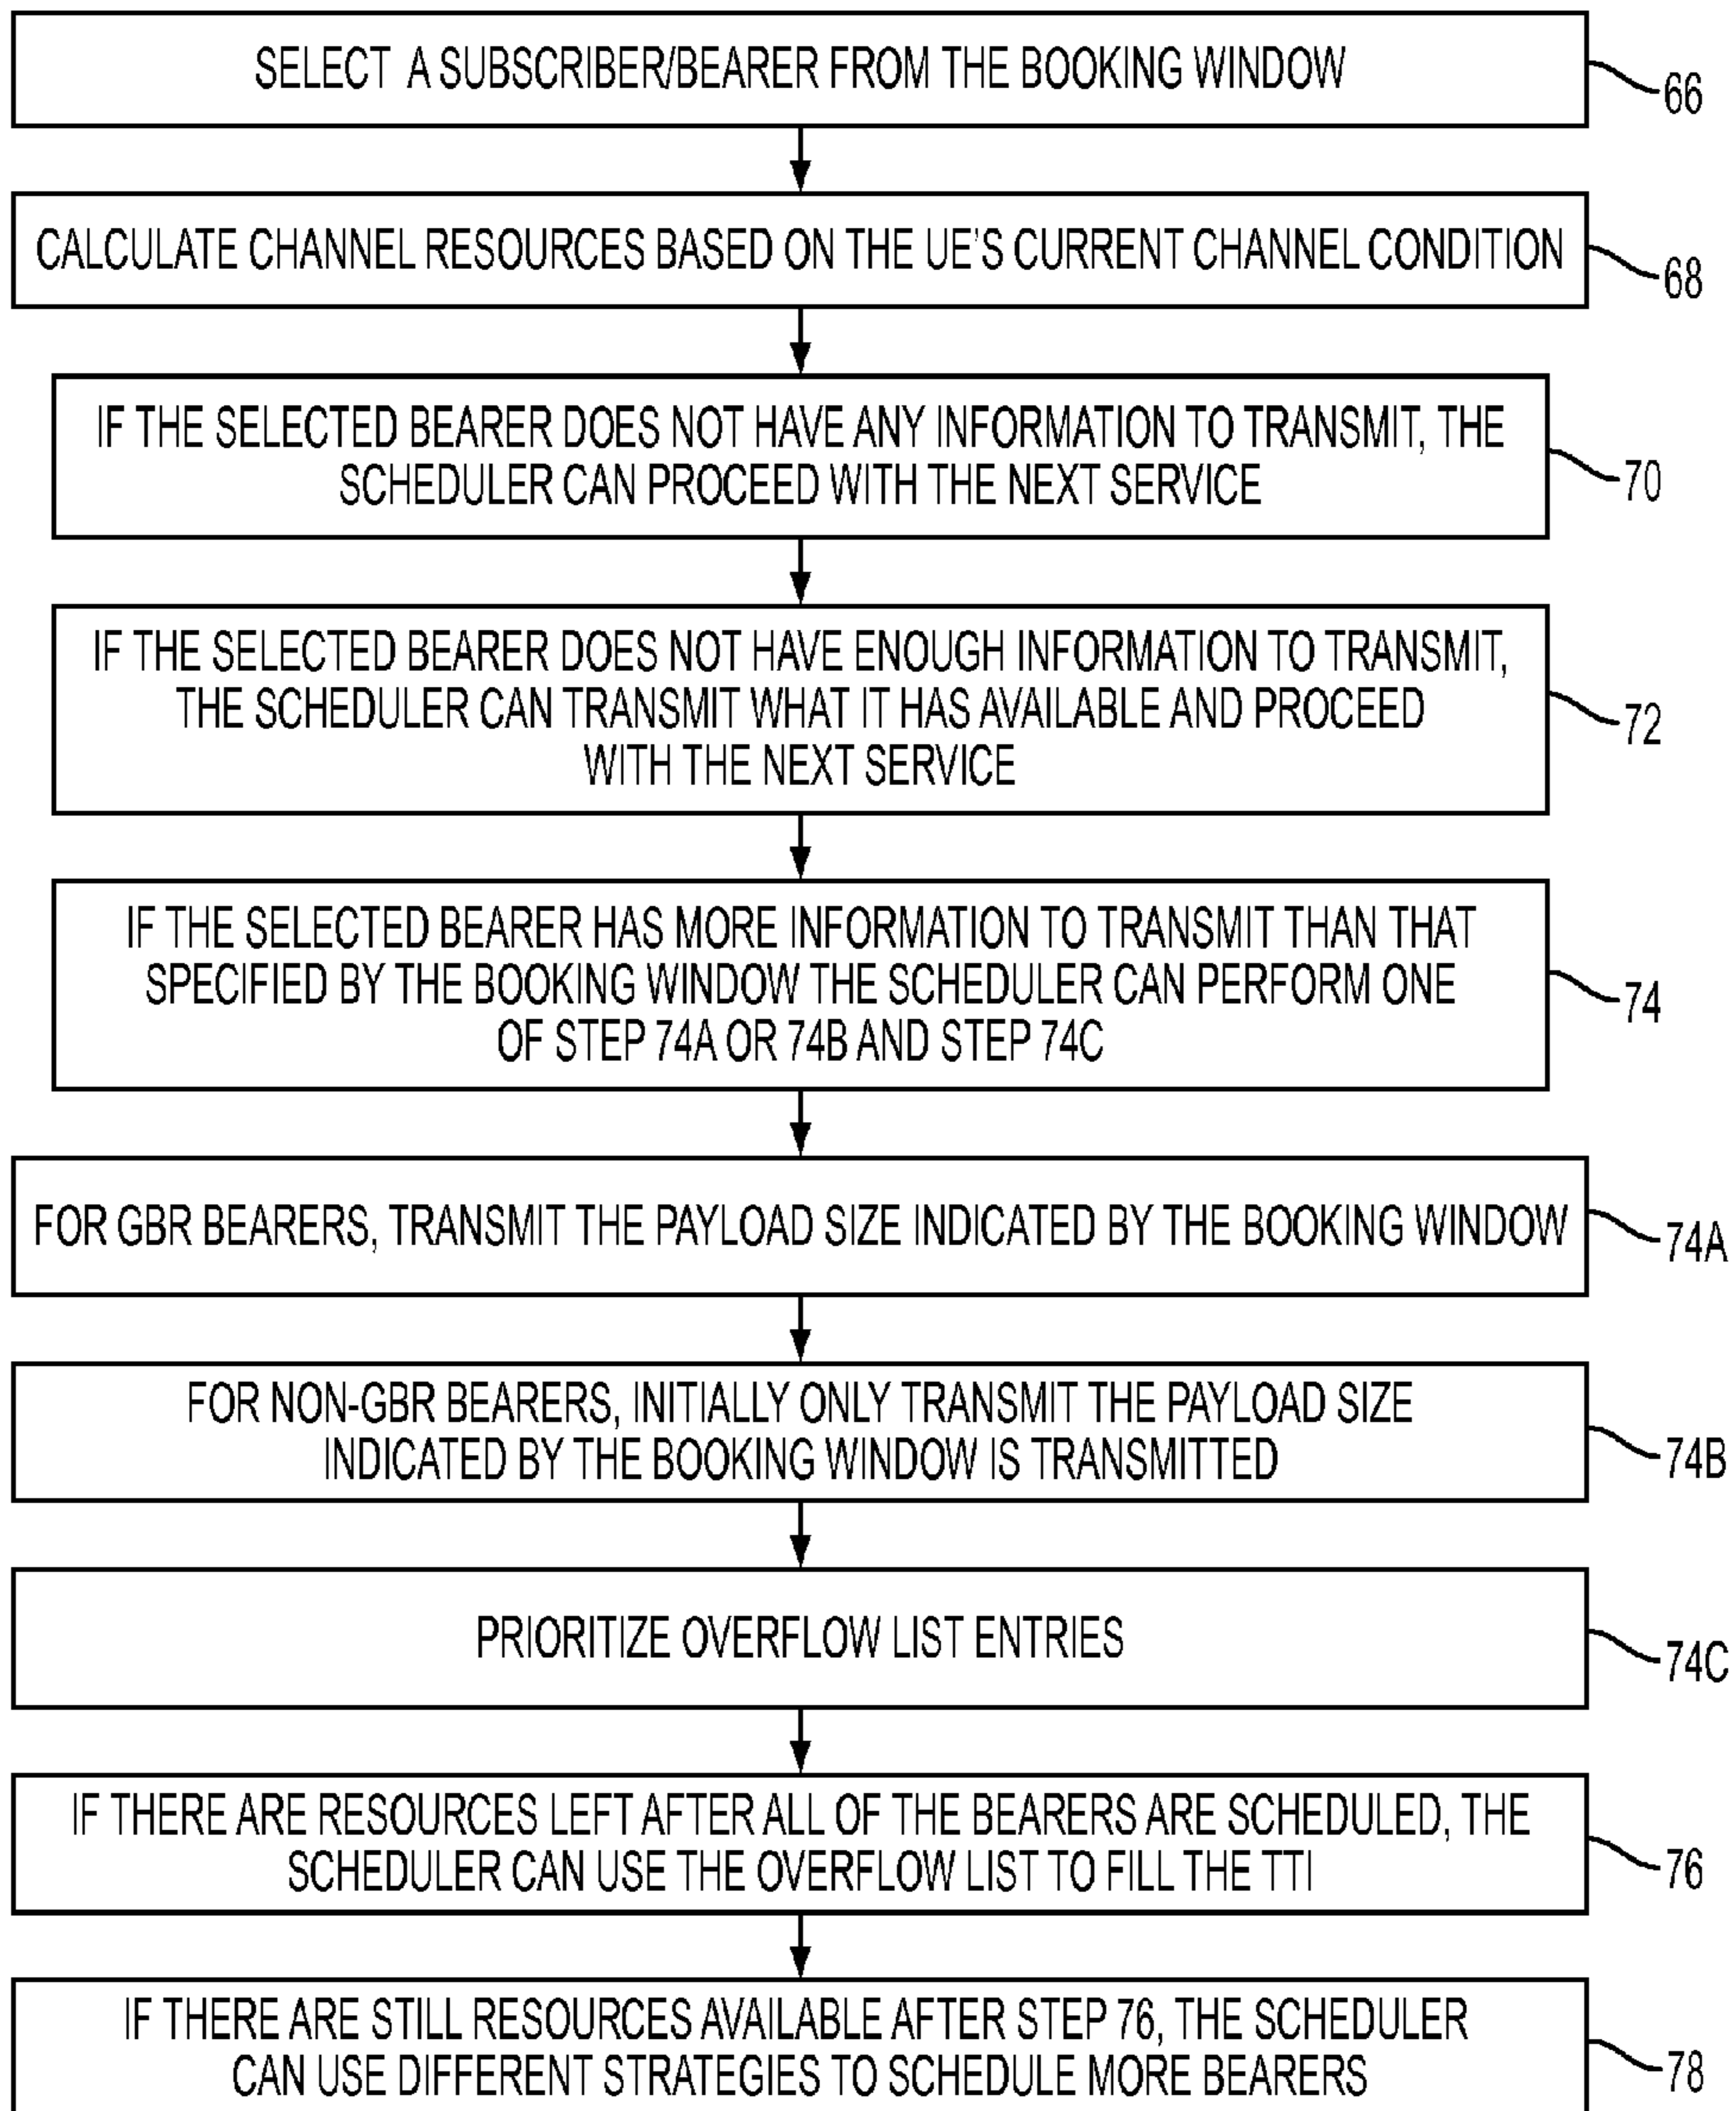 SELECT A SUBSCRIBER/BEARER FROM THE BOOKING WINDOW
66
CALCULATE CHANNEL RESOURCES BASED ON THE UE'S CURRENT CHANNEL CONDITION
68
IF THE SELECTED BEARER DOES NOT HAVE ANY INFORMATION TO TRANSMIT, THE
SCHEDULER CAN PROCEED WITH THE NEXT SERVICE
70
IF THE SELECTED BEARER DOES NOT HAVE ENOUGH INFORMATION TO TRANSMIT,
THE SCHEDULER CAN TRANSMIT WHAT IT HAS AVAILABLE AND PROCEED
WITH THE NEXT SERVICE
72
IF THE SELECTED BEARER HAS MORE INFORMATION TO TRANSMIT THAN THAT
SPECIFIED BY THE BOOKING WINDOW THE SCHEDULER CAN PERFORM ONE
OF STEP 74A OR 74B AND STEP 74C
74
FOR GBR BEARERS, TRANSMIT THE PAYLOAD SIZE INDICATED BY THE BOOKING WINDOW
74A
FOR NON-GBR BEARERS, INITIALLY ONLY TRANSMIT THE PAYLOAD SIZE
INDICATED BY THE BOOKING WINDOW IS TRANSMITTED
74B
PRIORITIZE OVERFLOW LIST ENTRIES
74C
IF THERE ARE RESOURCES LEFT AFTER ALL OF THE BEARERS ARE SCHEDULED, THE
SCHEDULER CAN USE THE OVERFLOW LIST TO FILL THE TTI
76
IF THERE ARE STILL RESOURCES AVAILABLE AFTER STEP 76, THE SCHEDULER
CAN USE DIFFERENT STRATEGIES TO SCHEDULE MORE BEARERS
78